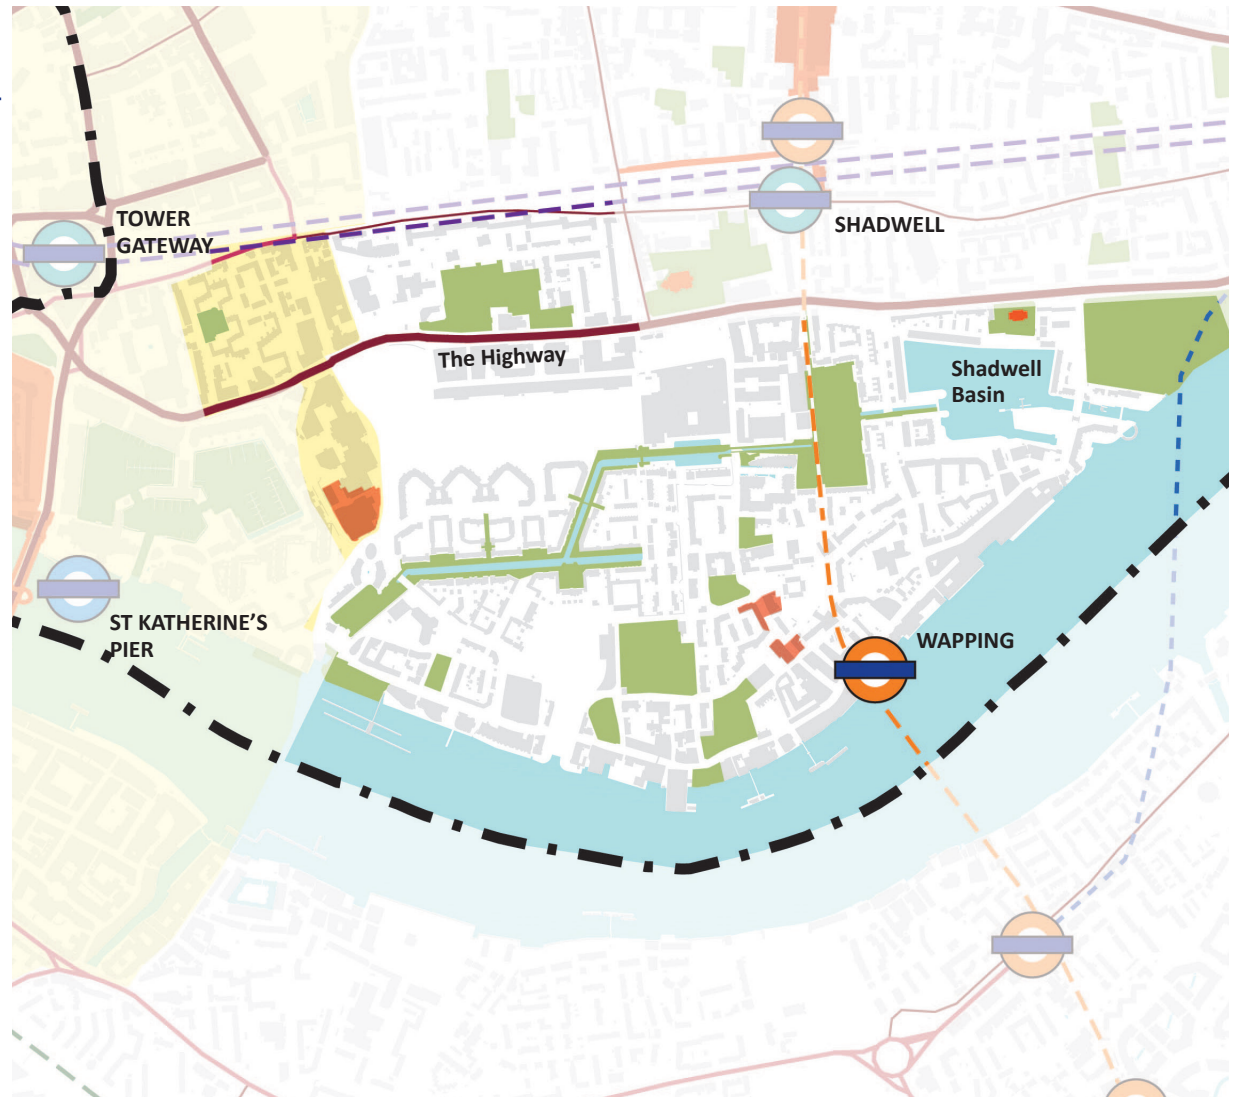 TOWER
GATEWAY
SHADWELL
The Highway
Shadwell
Basin
ST KATHERINE’S
PIER
WAPPING